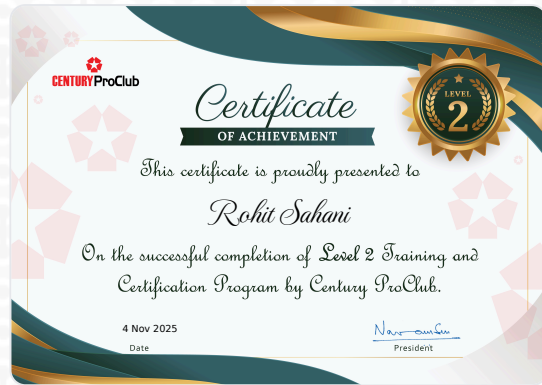 CENTURY ProClub
LEVEL
2
Certificate
OF ACHIEVEMENT
This certificate is proudly presented to
Rohit Sahani
On the successful completion of Level 2 Training and
Certification Program by Century ProClub.
4 Nov 2025
Date
President